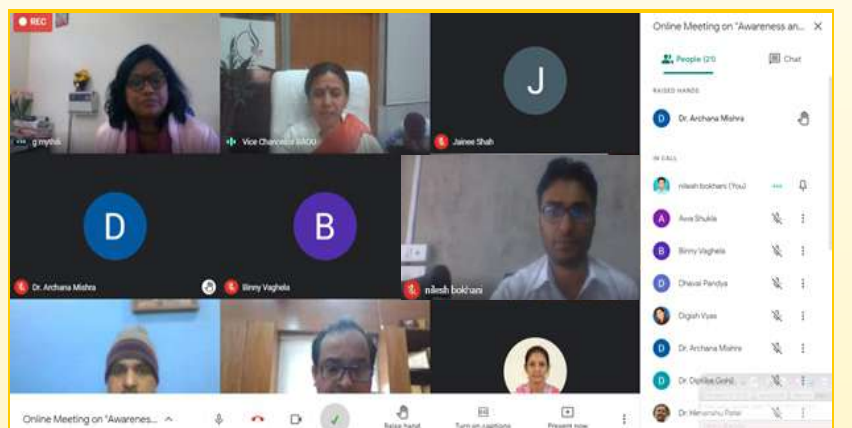 REC
g mythili
Vice Chancellor BAOU
J
Jainee Shah
D
Dr. Archana Mishra
B
Binny Vaghela
nilesh bokhani
Online Meeting on "Awarenes...
Raise hand
Turn on captions
Present now
Online Meeting on "Awareness an...
People (21)
Chat
RAISED HANDS
D
Dr. Archana Mishra
IN CALL
nilesh bokhani (You)
A
Awa Shukla
B
Binny Vaghela
D
Dhaval Pandya
Digish Vyas
D
Dr. Archana Mishra
D
Dr. Diptika Gohil
Dr. Himanshu Patel